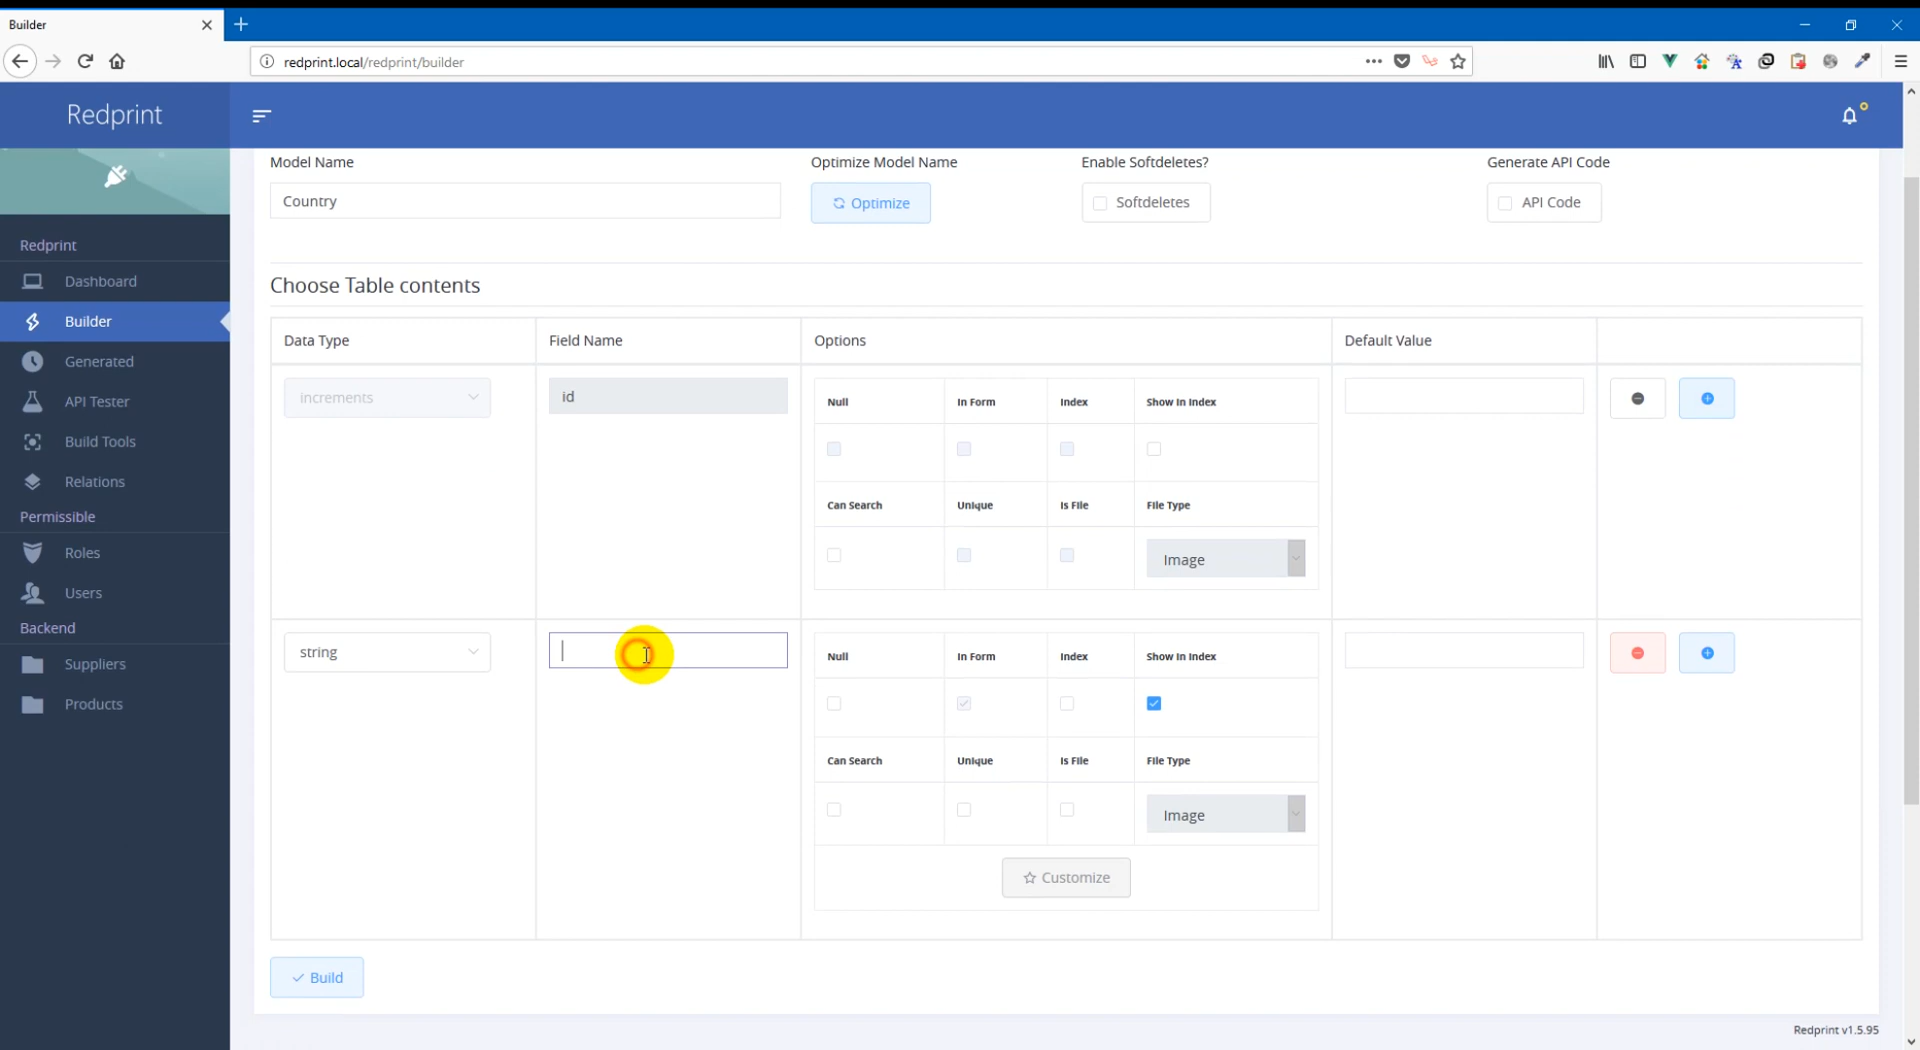 Builder
redprint.local/redprint/builder
Redprint
Model Name
Optimize Model Name
Enable Softdeletes?
Generate API Code
Country
Optimize
Softdeletes
API Code
Redprint
Dashboard
Builder
Generated
API Tester
Build Tools
Relations
Permissible
Roles
Users
Backend
Suppliers
Products
Choose Table contents
Data Type
Field Name
Options
Default Value
increments
id
Null
In Form
Index
Show In Index
Can Search
Unique
Is File
File Type
Image
string
Null
In Form
Index
Show In Index
Can Search
Unique
Is File
File Type
Image
Customize
Build
Redprint v1.5.95